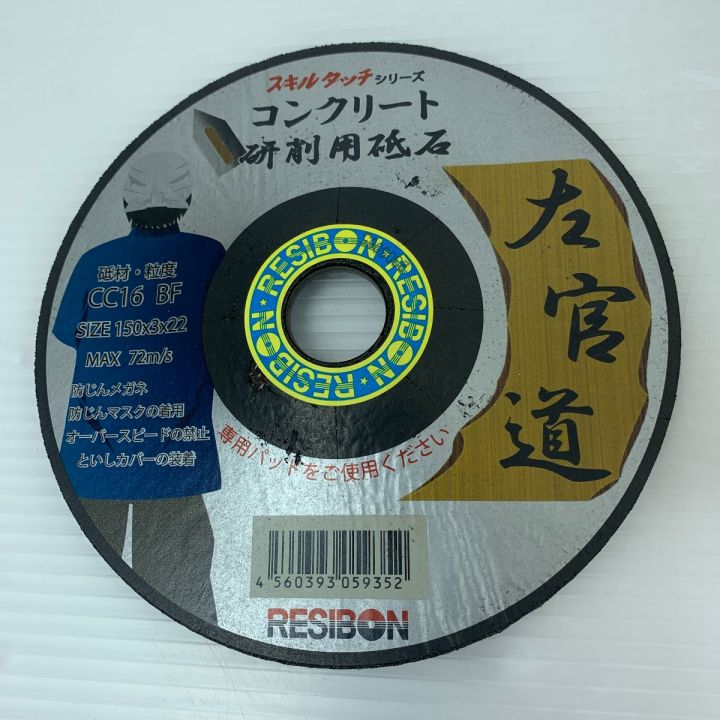 スキルタッチシリーズ
コンクリート
研削用砥石
左官道
砥材・粒度
CC16 BF
SIZE 150x3x22
MAX 72m/s
防じんメガネ
防じんマスクの着用
オーバースピードの禁止
といしカバーの装着
RESIBON★RESIBON★RESIBON★RESIBON★
専用パッドをご使用ください
4 560393 059352
RESIBON